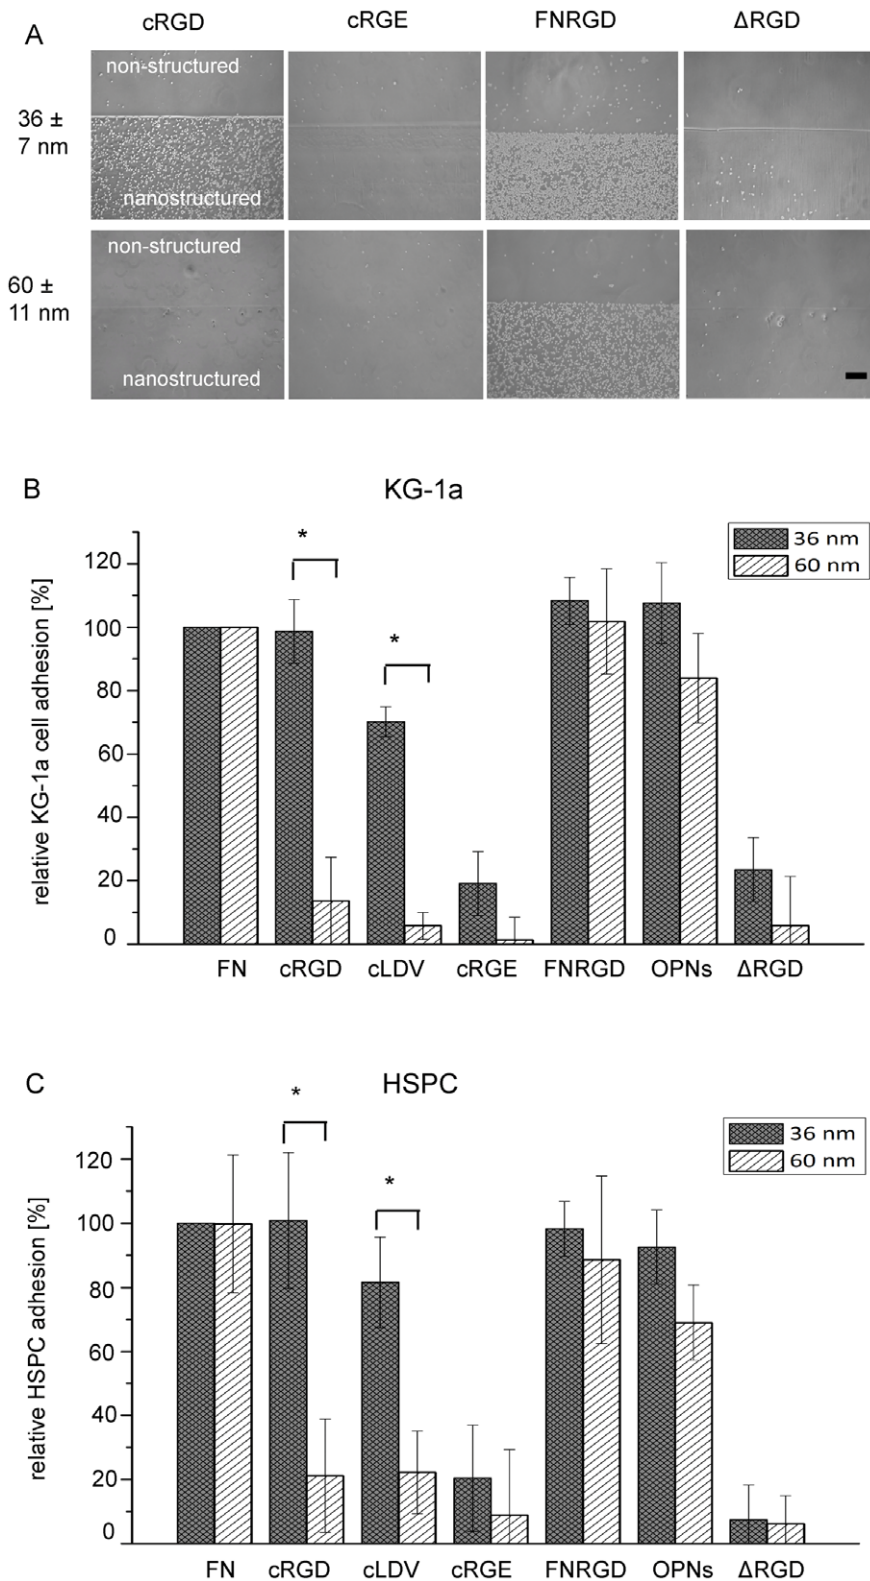 A
cRGD cRGE FNRGD ΔRGD
36 ±
7 nm
non-structured
nanostructured
60 ±
11 nm
non-structured
nanostructured
B
KG-1a
relative KG-1a cell adhesion [%]
120
100
80
60
40
20
0
*
*
36 nm
60 nm
FN cRGD cLDV cRGE FNRGD OPNs ΔRGD
C
HSPC
relative HSPC adhesion [%]
120
100
80
60
40
20
0
*
*
36 nm
60 nm
FN cRGD cLDV cRGE FNRGD OPNs ΔRGD